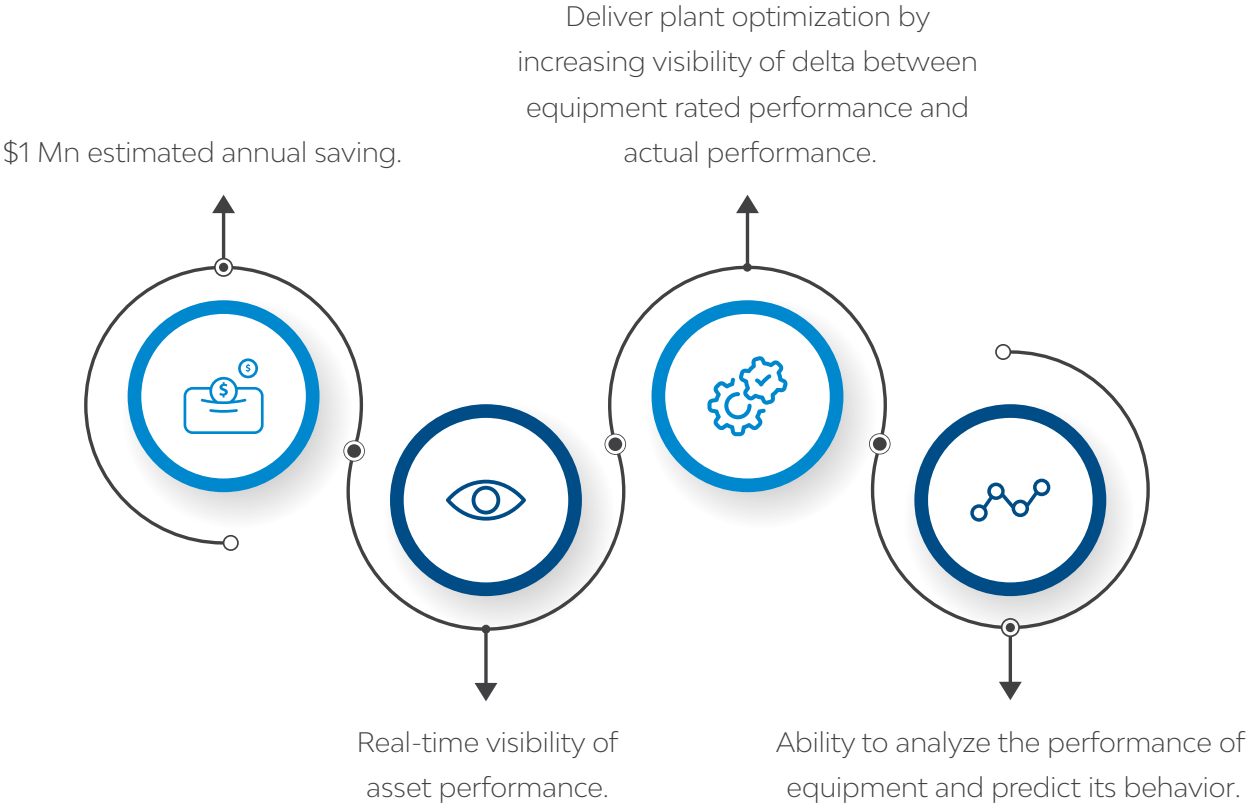 $1 Mn estimated annual saving.
Deliver plant optimization by
increasing visibility of delta between
equipment rated performance and
actual performance.
$
$
Real-time visibility of
asset performance.
Ability to analyze the performance of
equipment and predict its behavior.